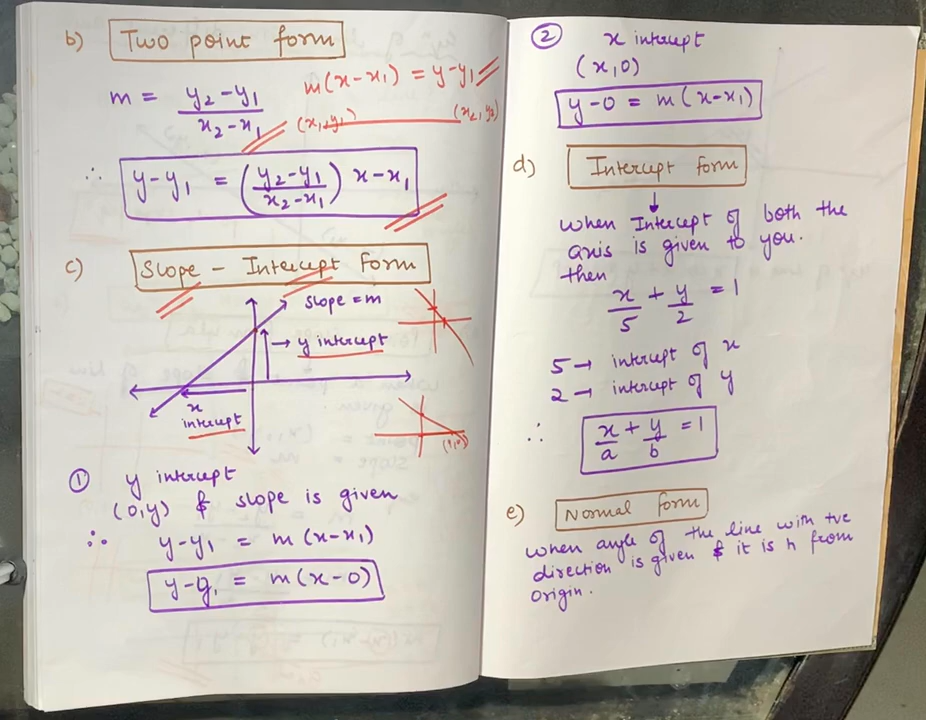 b) Two point form
m = (y₂-y₁)/(x₂-x₁)
m(x-x₁) = y-y₁
(x₁,y₁) (x₂,y₂)
∴ y-y₁ = ((y₂-y₁)/(x₂-x₁)) x-x₁
c) Slope - Intercept form
slope = m
→ y intercept
x
intercept
① y intercept
(0,y) & slope is given
∴ y-y₁ = m(x-x₁)
y-y₁ = m(x-0)
② x intercept
(x,0)
y-0 = m(x-x₁)
d) Intercept form
↓
when Intercept of both the
axis is given to you.
then
x/5 + y/2 = 1
5 → intercept of x
2 → intercept of y
∴ x/a + y/b = 1
e) Normal form
when angle of the line with +ve
direction is given & it is h from
origin.